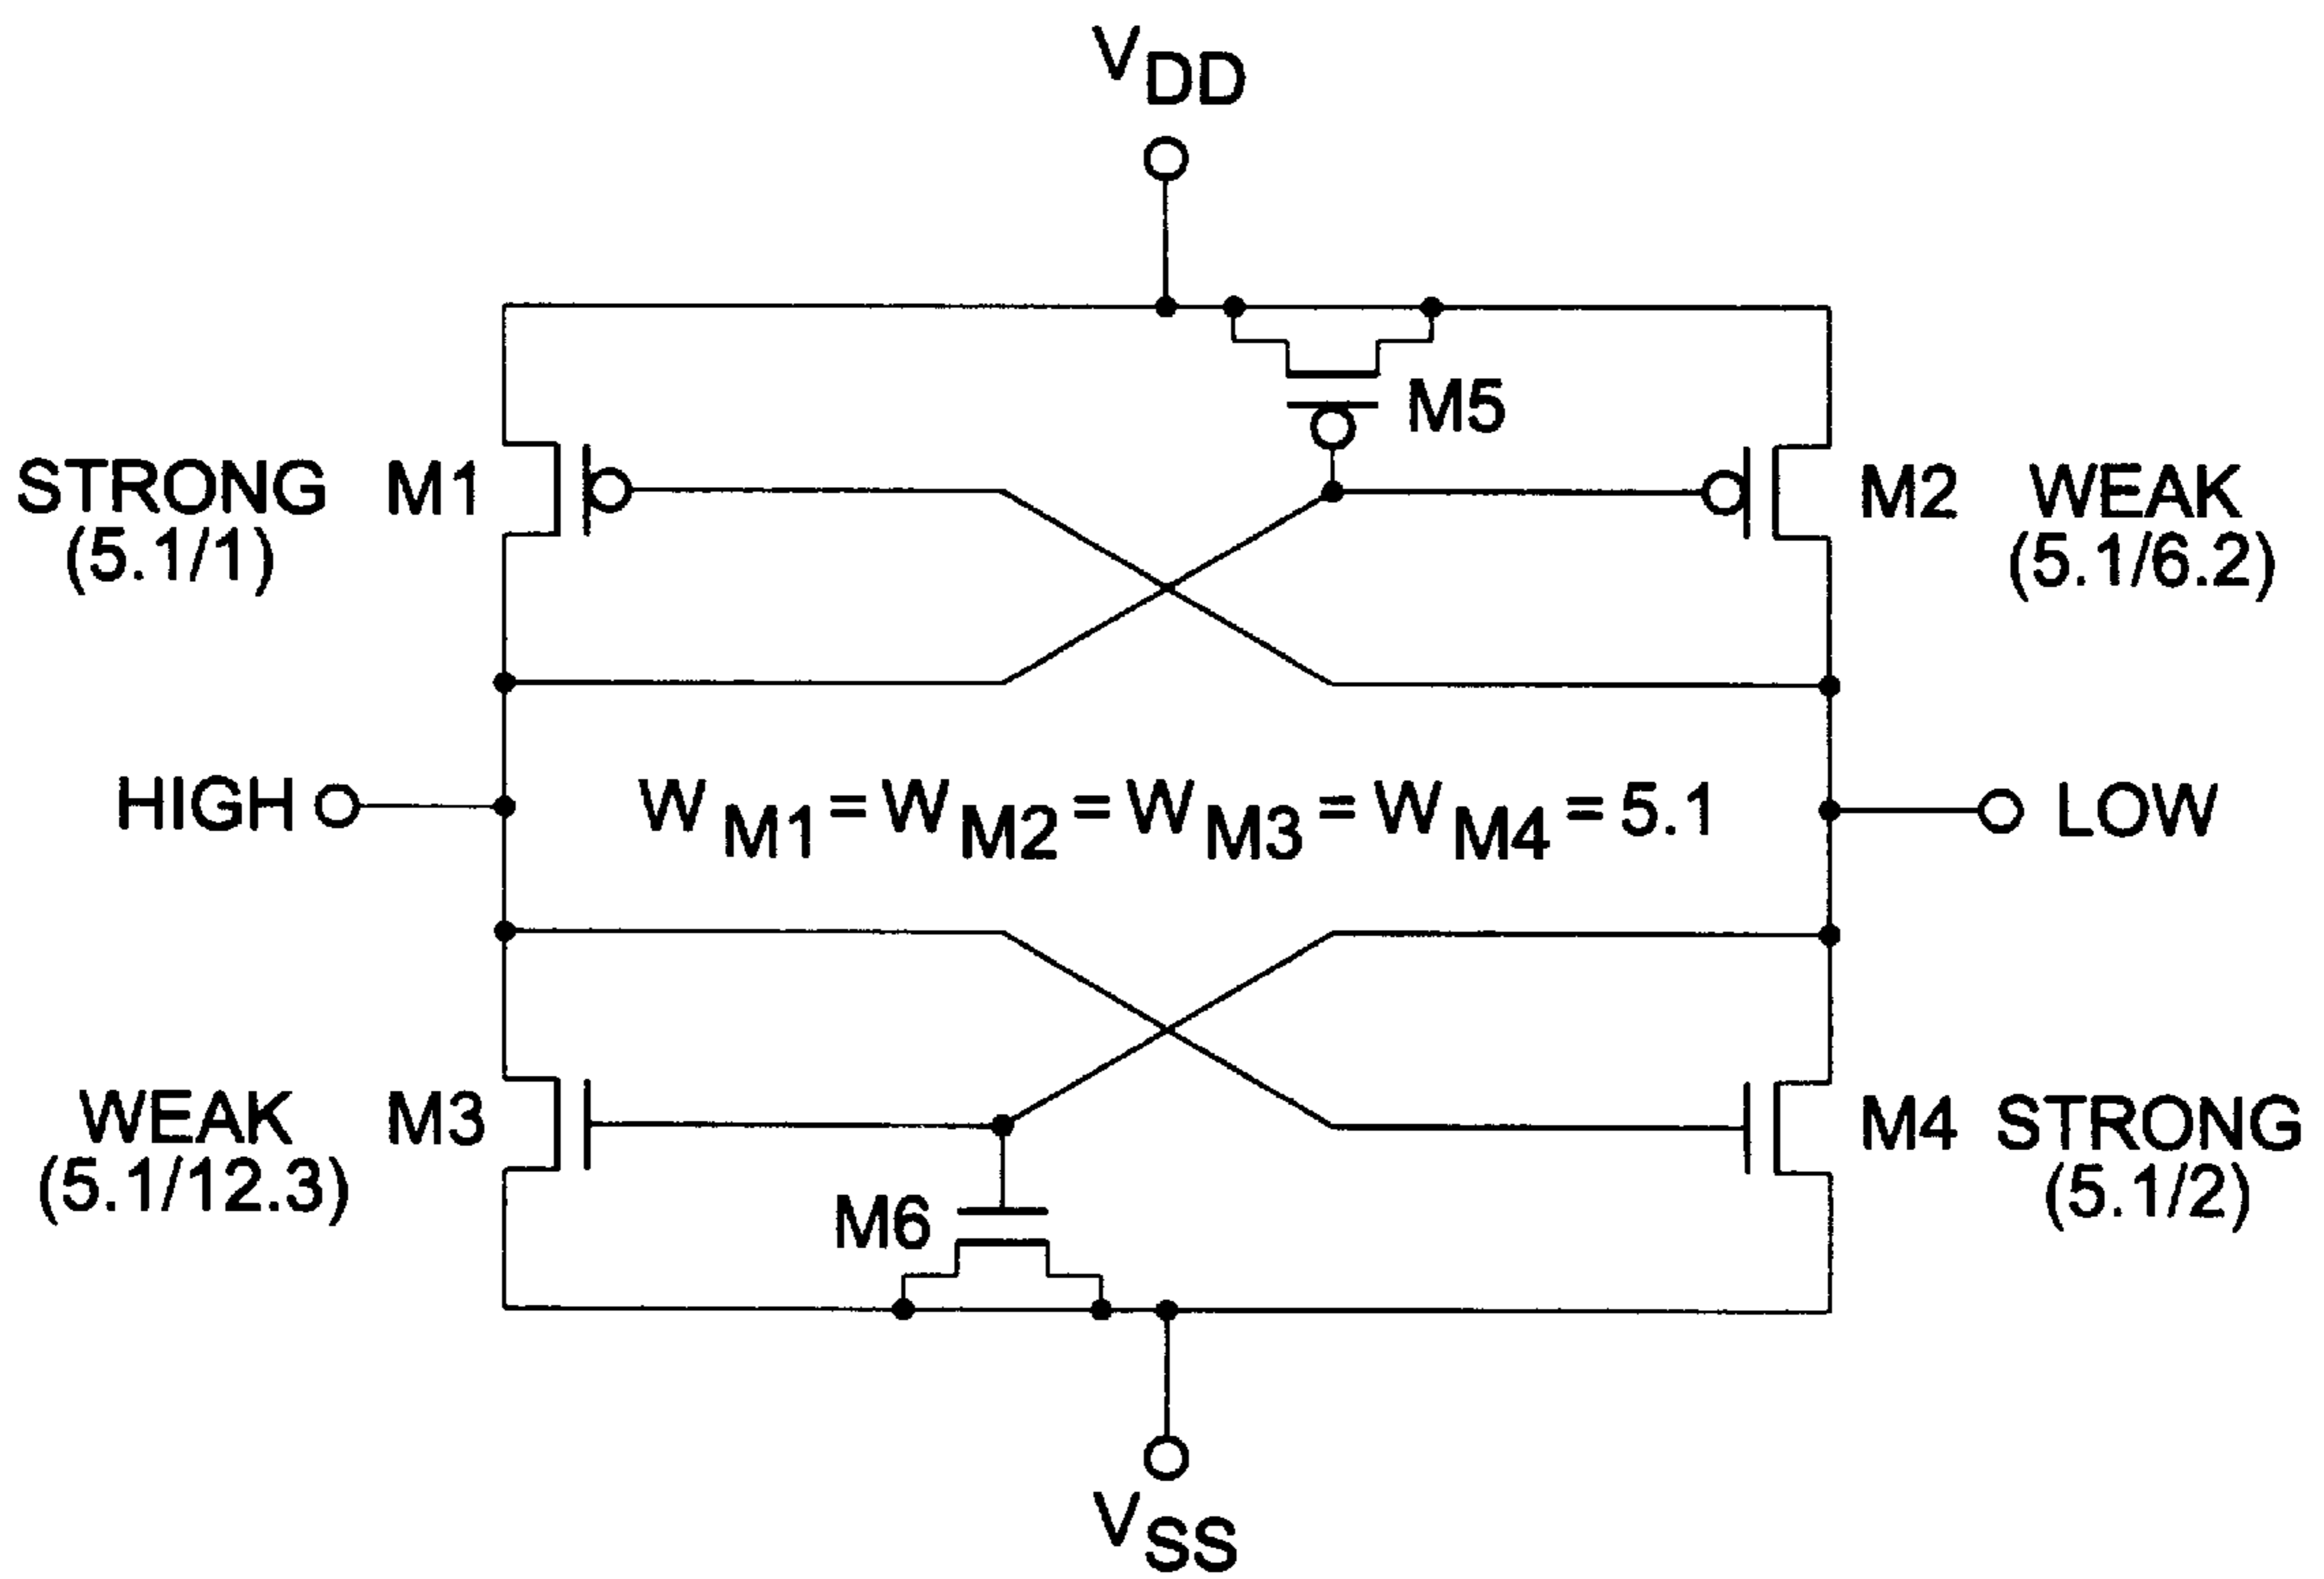 VDD
M5
STRONG M1
(5.1/1)
M2 WEAK
(5.1/6.2)
HIGH
WM1=WM2=WM3=WM4=5.1
LOW
WEAK M3
(5.1/12.3)
M4 STRONG
(5.1/2)
M6
VSS